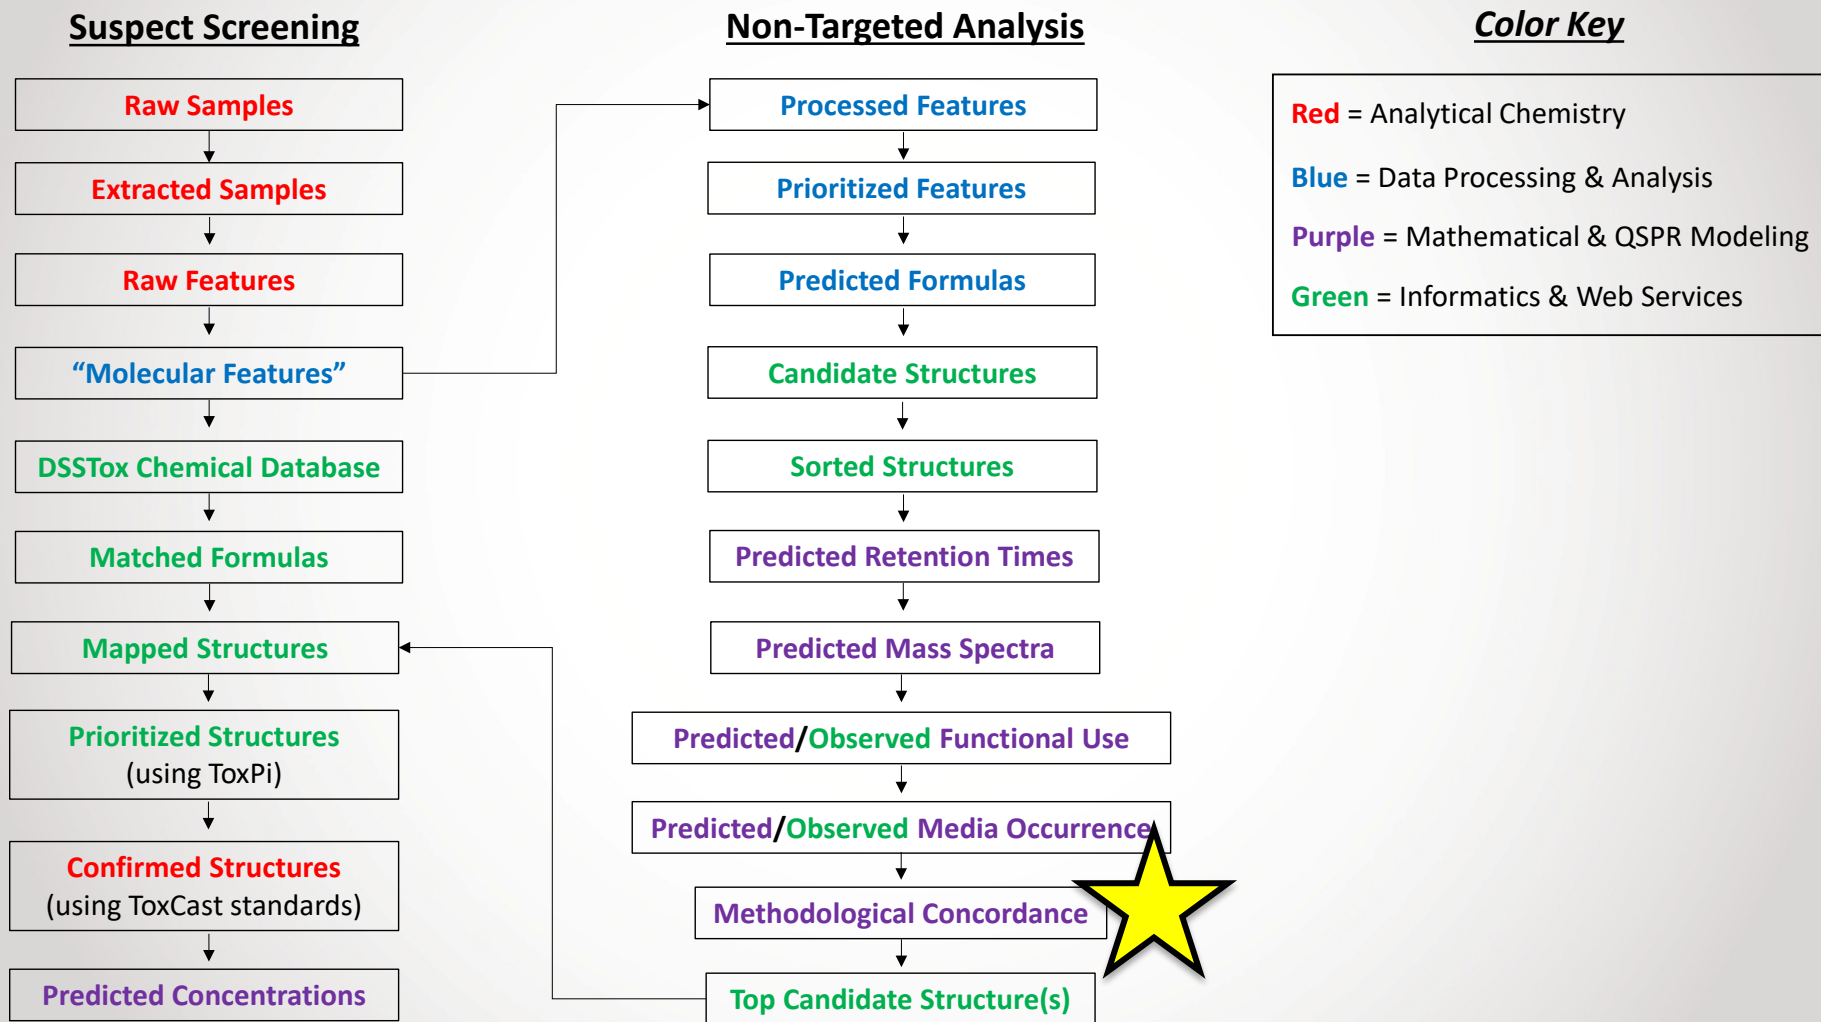 Suspect Screening
Raw Samples
Extracted Samples
Raw Features
“Molecular Features”
DSSTox Chemical Database
Matched Formulas
Mapped Structures
Prioritized Structures
(using ToxPi)
Confirmed Structures
(using ToxCast standards)
Predicted Concentrations
Non-Targeted Analysis
Processed Features
Prioritized Features
Predicted Formulas
Candidate Structures
Sorted Structures
Predicted Retention Times
Predicted Mass Spectra
Predicted/Observed Functional Use
Predicted/Observed Media Occurrence
Methodological Concordance
Top Candidate Structure(s)
Color Key
Red = Analytical Chemistry
Blue = Data Processing & Analysis
Purple = Mathematical & QSPR Modeling
Green = Informatics & Web Services